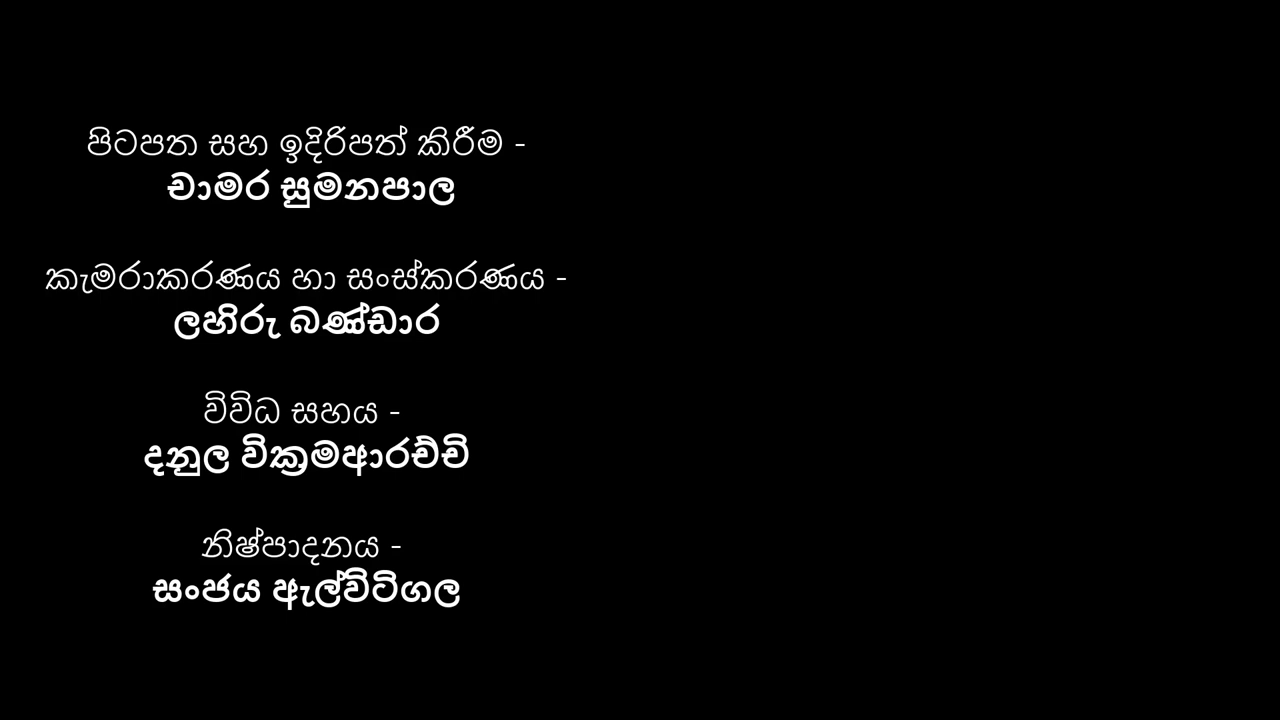 පිටපත සහ ඉදිරිපත් කිරීම -
චාමර සුමනපාල
කැමරාකරණය හා සංස්කරණය -
ලහිරු බණ්ඩාර
විවිධ සහය -
දනුල වික්‍රමආරච්චි
නිෂ්පාදනය -
සංජය ඇල්විටිගල